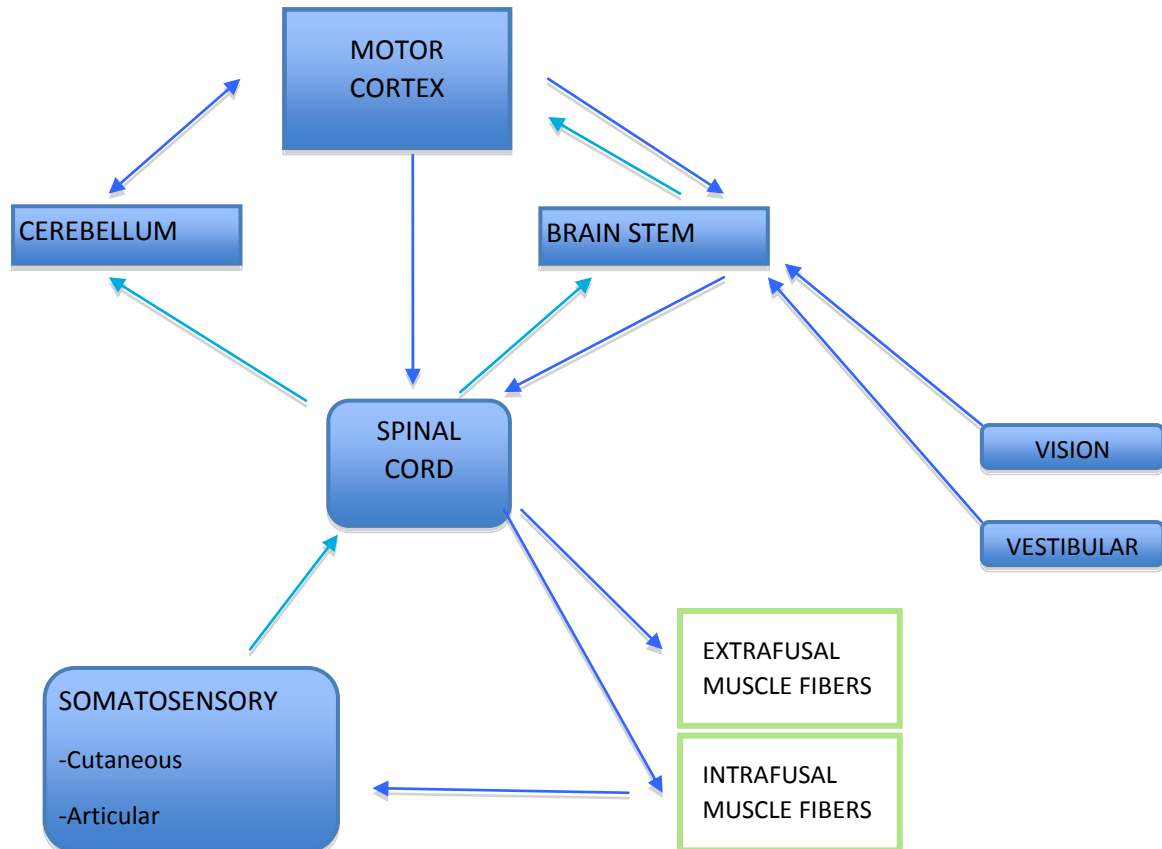 MOTOR
CORTEX
CEREBELLUM
BRAIN STEM
SPINAL
CORD
VISION
VESTIBULAR
EXTRAFUSAL
MUSCLE FIBERS
SOMATOSENSORY
-Cutaneous
-Articular
INTRAFUSAL
MUSCLE FIBERS